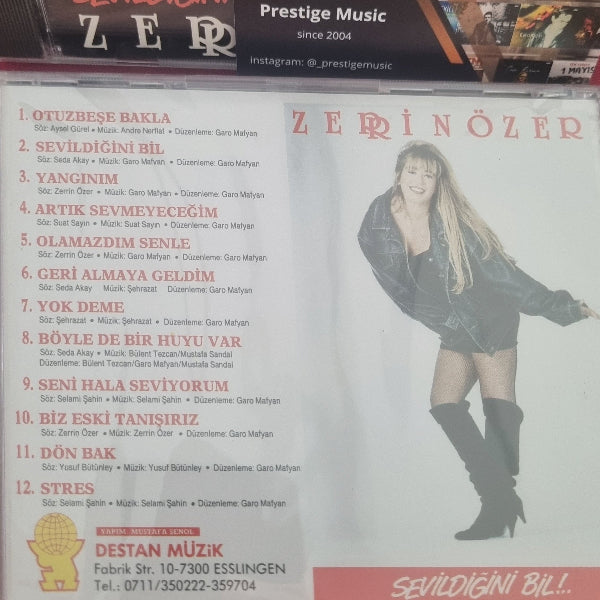 SEVİLDİĞİNİ
ZERR
Prestige Music
since 2004
instagram: @_prestigemusic
1 MAYIS
ZERRİN ÖZER
1. OTUZBEŞE BAKLA
Söz: Aysel Gürel • Müzik: Andre Nerflat • Düzenleme: Garo Mafyan
2. SEVİLDİĞİNİ BİL
Söz: Seda Akay • Müzik: Garo Mafyan • Düzenleme: Garo Mafyan
3. YANGINIM
Söz: Zerrin Özer • Müzik: Garo Mafyan • Düzenleme: Garo Mafyan
4. ARTIK SEVMEYECEĞİM
Söz: Suat Sayın • Müzik: Suat Sayın • Düzenleme: Garo Mafyan
5. OLAMAZDIM SENLE
Söz: Zerrin Özer • Müzik: Garo Mafyan • Düzenleme: Garo Mafyan
6. GERİ ALMAYA GELDİM
Söz: Seda Akay Müzik: Şehrazat Düzenleme: Garo Mafyan
7. YOK DEME
Söz: Şehrazat • Müzik: Şehrazat • Düzenleme: Garo Mafyan
8. BÖYLE DE BİR HUYU VAR
Söz: Seda Akay • Müzik: Bülent Tezcan/Mustafa Sandal
Düzenleme: Bülent Tezcan/Garo Mafyan/Mustafa Sandal
9. SENİ HALA SEVİYORUM
Söz: Selami Şahin • Müzik: Selami Şahin • Düzenleme: Garo Mafyan
10. BİZ ESKİ TANIŞIRIZ
Söz: Zerrin Özer • Müzik: Zerrin Özer • Düzenleme: Garo Mafyan
11. DÖN BAK
Söz: Yusuf Bütünley • Müzik: Yusuf Bütünley • Düzenleme: Garo Mafyan
12. STRES
Söz: Selami Şahin • Müzik: Selami Şahin • Düzenleme: Garo Mafyan
YAPIM: MUSTAFA ŞENOL
DESTAN MÜZİK
Fabrik Str. 10-7300 ESSLINGEN
Tel.: 0711/350222-359704
SEVİLDİĞİNİ BİL!..